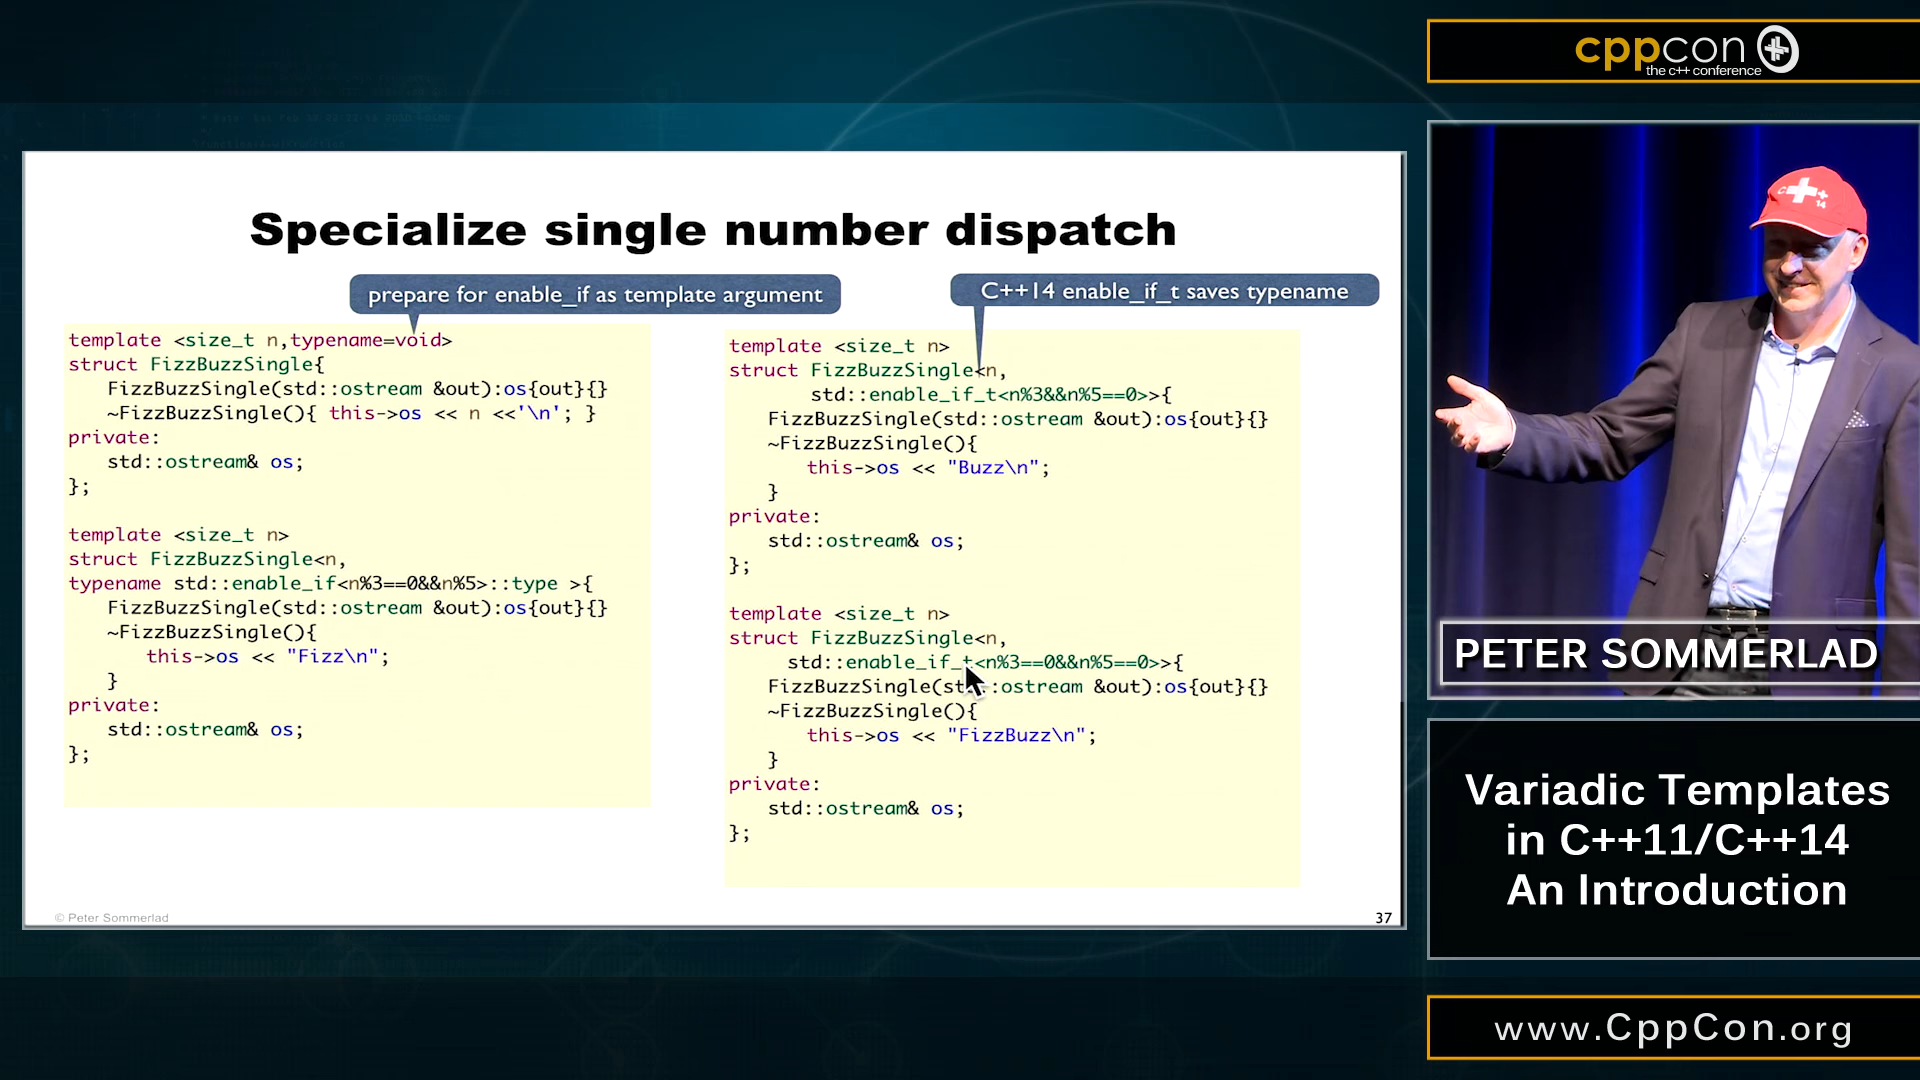 cppcon
the c++ conference
Specialize single number dispatch
prepare for enable_if as template argument
C++14 enable_if_t saves typename
template <size_t n,typename=void>
struct FizzBuzzSingle{
FizzBuzzSingle(std::ostream &out):os{out}{}
~FizzBuzzSingle(){ this->os << n <<'\n'; }
private:
std::ostream& os;
};
template <size_t n>
struct FizzBuzzSingle<n,
typename std::enable_if<n%3==0&&n%5>::type >{
FizzBuzzSingle(std::ostream &out):os{out}{}
~FizzBuzzSingle(){
this->os << "Fizz\n";
}
private:
std::ostream& os;
};
template <size_t n>
struct FizzBuzzSingle<n,
std::enable_if_t<n%3&&n%5==0>>{
FizzBuzzSingle(std::ostream &out):os{out}{}
~FizzBuzzSingle(){
this->os << "Buzz\n";
}
private:
std::ostream& os;
};
template <size_t n>
struct FizzBuzzSingle<n,
std::enable_if_t<n%3==0&&n%5==0>>{
FizzBuzzSingle(std::ostream &out):os{out}{}
~FizzBuzzSingle(){
this->os << "FizzBuzz\n";
}
private:
std::ostream& os;
};
© Peter Sommerlad
37
C++
14
PETER SOMMERLAD
Variadic Templates
in C++11/C++14
An Introduction
www.CppCon.org